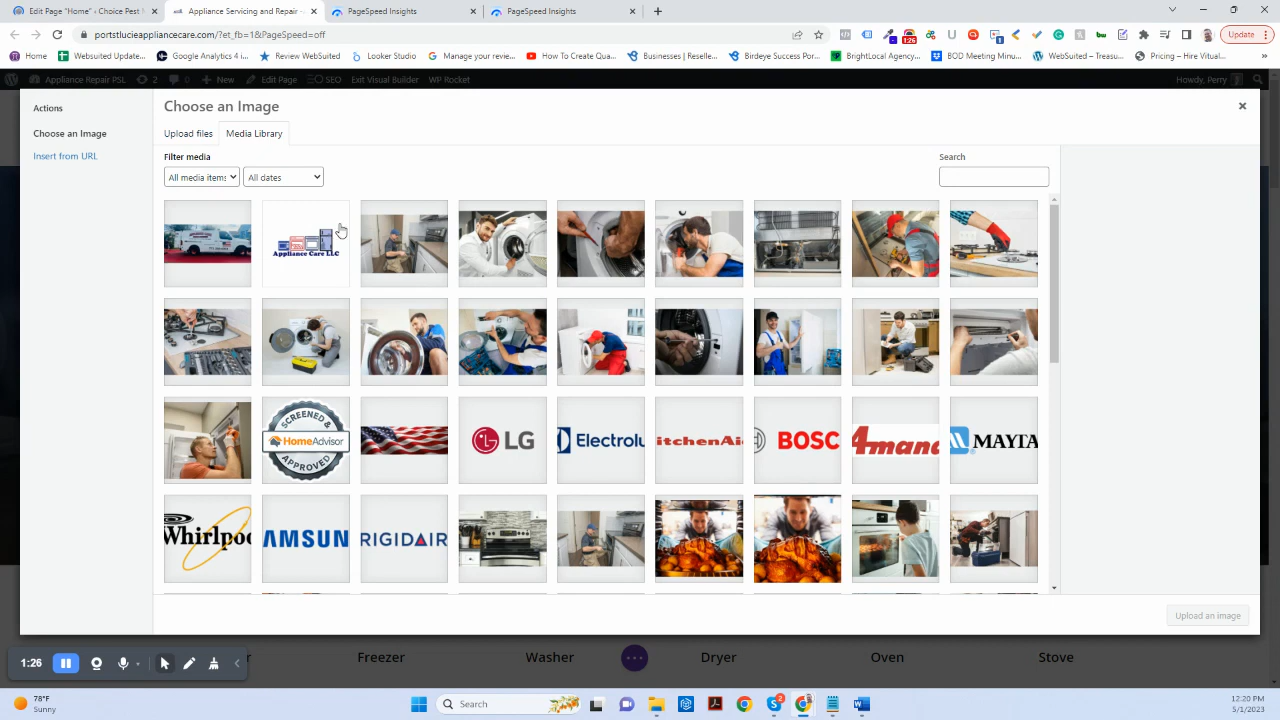 Edit Page "Home" ‹ Choice Pest
Appliance Servicing and Repair –
PageSpeed Insights
PageSpeed Insights
portstlucieappliancecare.com/?et_fb=1&PageSpeed=off
1:26
Update
Home
Websuited Updated...
Google Analytics 4 i...
Review WebSuited
Looker Studio
Manage your revie...
How To Create Qua...
Businesses | Reselle...
Birdeye Success Por...
BrightLocal Agency...
BOD Meeting Minu...
WebSuited – Treasu...
Pricing – Hire Virtual...
Appliance Repair PSL
2
0
New
Edit Page
SEO
Exit Visual Builder
WP Rocket
Howdy, Perry
Actions
Choose an Image
Insert from URL
Choose an Image
Upload files
Media Library
Filter media
All media items
All dates
Search
Appliance Care LLC
SCREENED &
HomeAdvisor
APPROVED
LG
Electrolu
itchenAi
BOSC
Amana
MAYTA
Whirlpo
AMSUN
RIGIDAIR
Upload an image
1:26
Freezer
Washer
Dryer
Oven
Stove
78°F
Sunny
Search
2
12:20 PM
5/1/2023